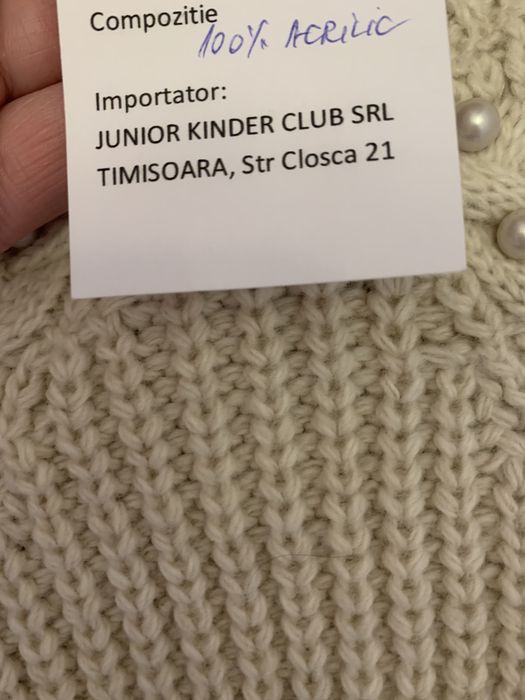 Compozitie
100% ACRILIC
Importator:
JUNIOR KINDER CLUB SRL
TIMISOARA, Str Closca 21